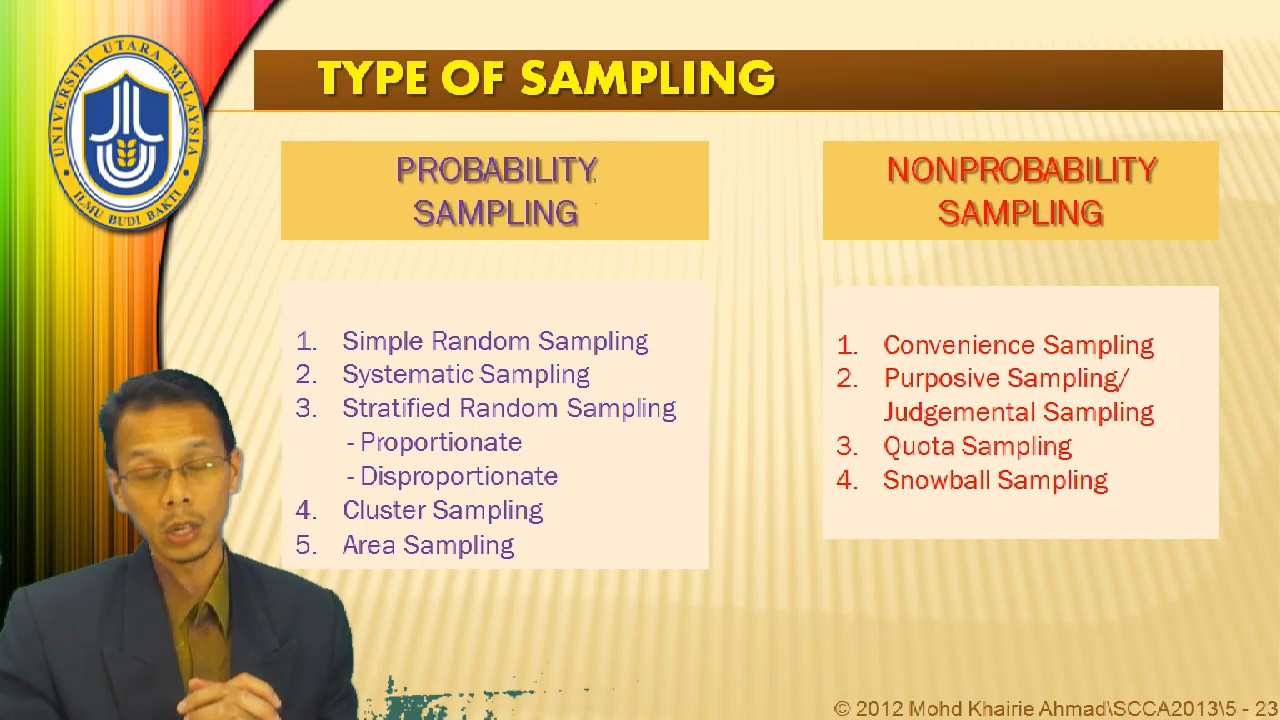 UNIVERSITI UTARA MALAYSIA
ILMU BUDI BAKTI
TYPE OF SAMPLING
PROBABILITY
SAMPLING
1. Simple Random Sampling
2. Systematic Sampling
3. Stratified Random Sampling
- Proportionate
- Disproportionate
4. Cluster Sampling
5. Area Sampling
NONPROBABILITY
SAMPLING
1. Convenience Sampling
2. Purposive Sampling/
Judgemental Sampling
3. Quota Sampling
4. Snowball Sampling
© 2012 Mohd Khairie Ahmad\SCCA2013\5 - 23